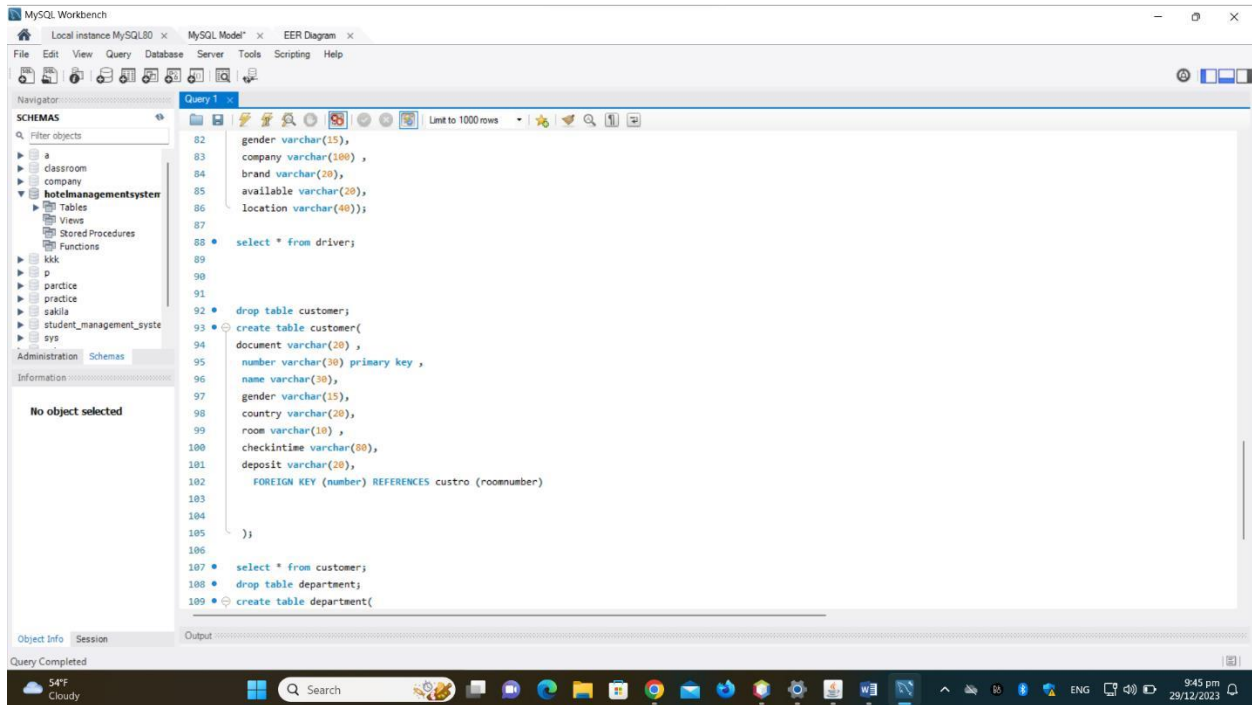 MySQL Workbench
Local instance MySQL80 × MySQL Model* × EER Diagram ×
File Edit View Query Database Server Tools Scripting Help
Navigator
Query 1 ×
SCHEMAS
Filter objects
Limit to 1000 rows
a
classroom
company
hotelmanagementsystem
Tables
Views
Stored Procedures
Functions
kkk
p
parctice
practice
sakila
student_management_syste
sys
Administration Schemas
Information
No object selected
82 gender varchar(15),
83 company varchar(100) ,
84 brand varchar(20),
85 available varchar(20),
86 location varchar(40));
87
88 select * from driver;
89
90
91
92 drop table customer;
93 create table customer(
94 document varchar(20) ,
95 number varchar(30) primary key ,
96 name varchar(30),
97 gender varchar(15),
98 country varchar(20),
99 room varchar(10) ,
100 checkintime varchar(80),
101 deposit varchar(20),
102 FOREIGN KEY (number) REFERENCES custro (roomnumber)
103
104
105 );
106
107 select * from customer;
108 drop table department;
109 create table department(
Object Info Session
Output
Query Completed
54°F
Cloudy
Search
ENG
9:45 pm
29/12/2023